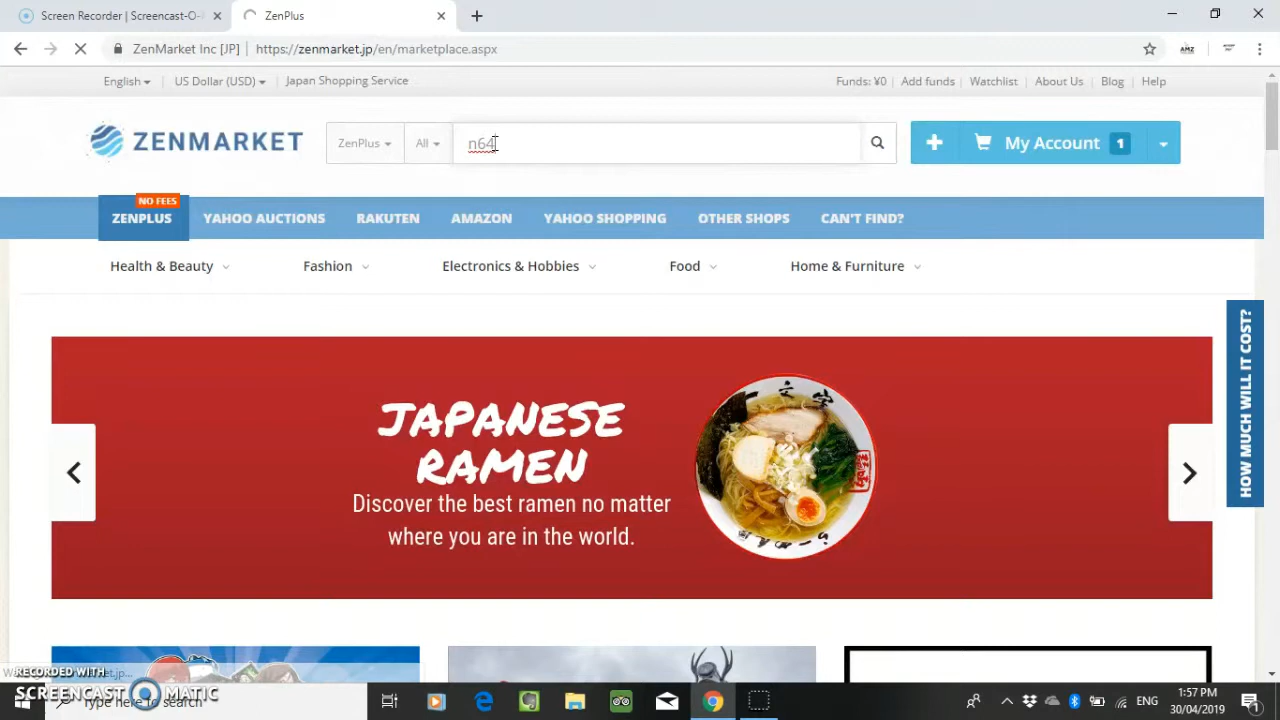 Screen Recorder | Screencast-O-
ZenPlus
ZenMarket Inc [JP]
https://zenmarket.jp/en/marketplace.aspx
English
US Dollar (USD)
Japan Shopping Service
Funds: ¥0
Add funds
Watchlist
About Us
Blog
Help
ZENMARKET
ZenPlus
All
n64
My Account 1
NO FEES
ZENPLUS
YAHOO AUCTIONS
RAKUTEN
AMAZON
YAHOO SHOPPING
OTHER SHOPS
CAN'T FIND?
Health & Beauty
Fashion
Electronics & Hobbies
Food
Home & Furniture
HOW MUCH WILL IT COST?
JAPANESE
RAMEN
Discover the best ramen no matter
where you are in the world.
RECORDED WITH
SCREENCAST MATIC
Type here to search
ENG
1:57 PM
30/04/2019